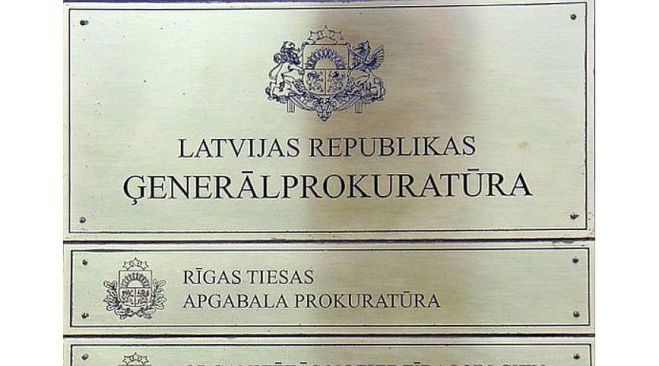 LATVIJAS REPUBLIKAS
ĢENERĀLPROKURATŪRA
RĪGAS TIESAS
APGABALA PROKURATŪRA